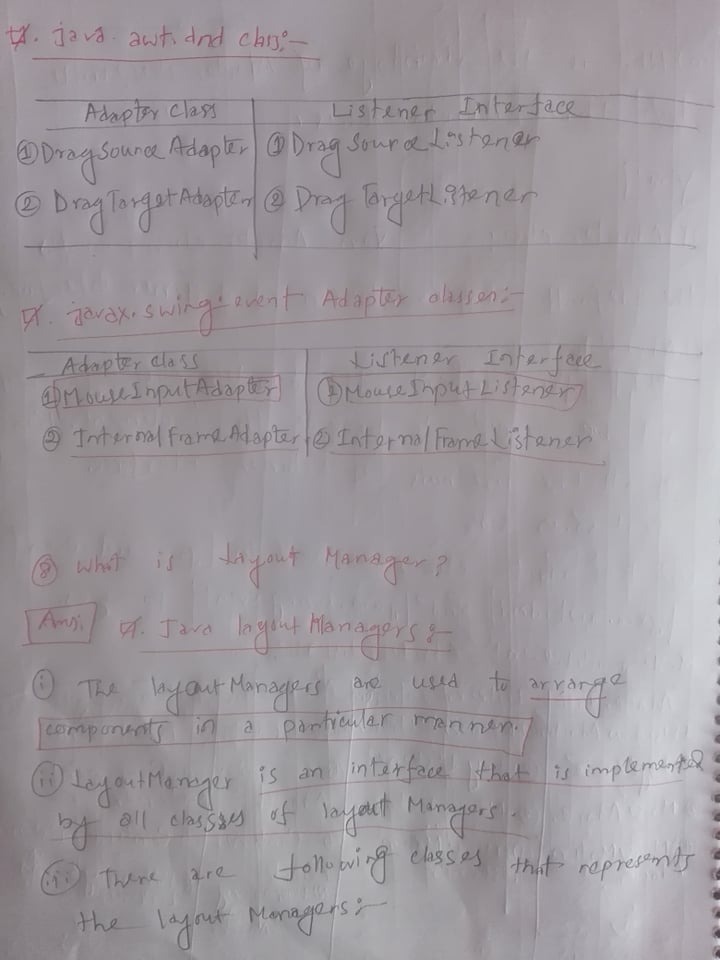 java.awt.dnd class:-
Adapter class Listener Interface
① DragSourceAdapter ① DragSourceListener
② DragTargetAdapter ② DragTargetListener
javax.swing.event Adapter classes:-
Adapter class Listener Interface
① MouseInputAdapter ① MouseInputListener
② InternalFrameAdapter ② InternalFrameListener
⑧ What is Layout Manager?
Ans: Java layout Managers:-
(i) The layoutManagers are used to arrange
components in a particular manner.
(ii) LayoutManager is an interface that is implemented
by all classses of layout Managers.
(iii) There are following classes that represents
the layout Managers:-